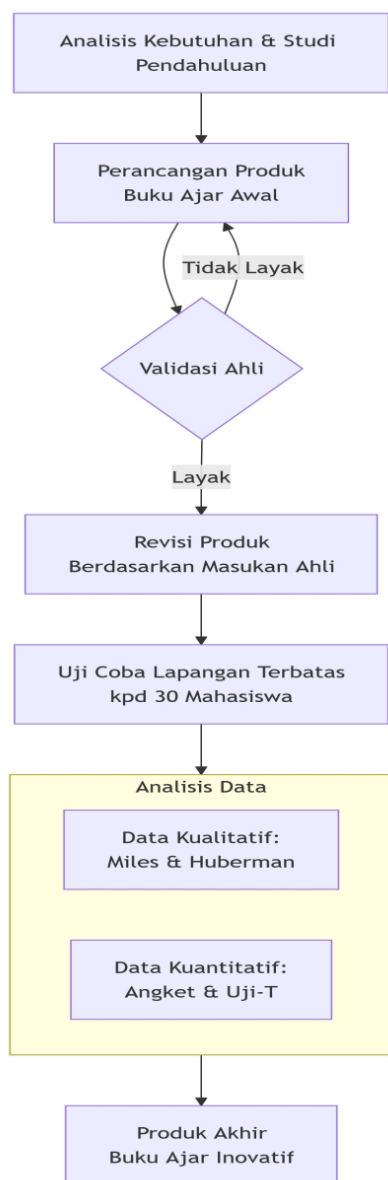 Analisis Kebutuhan & Studi
Pendahuluan
Perancangan Produk
Buku Ajar Awal
Tidak Layak
Validasi Ahli
Layak
Revisi Produk
Berdasarkan Masukan Ahli
Uji Coba Lapangan Terbatas
kpd 30 Mahasiswa
Analisis Data
Data Kualitatif:
Miles & Huberman
Data Kuantitatif:
Angket & Uji-T
Produk Akhir
Buku Ajar Inovatif